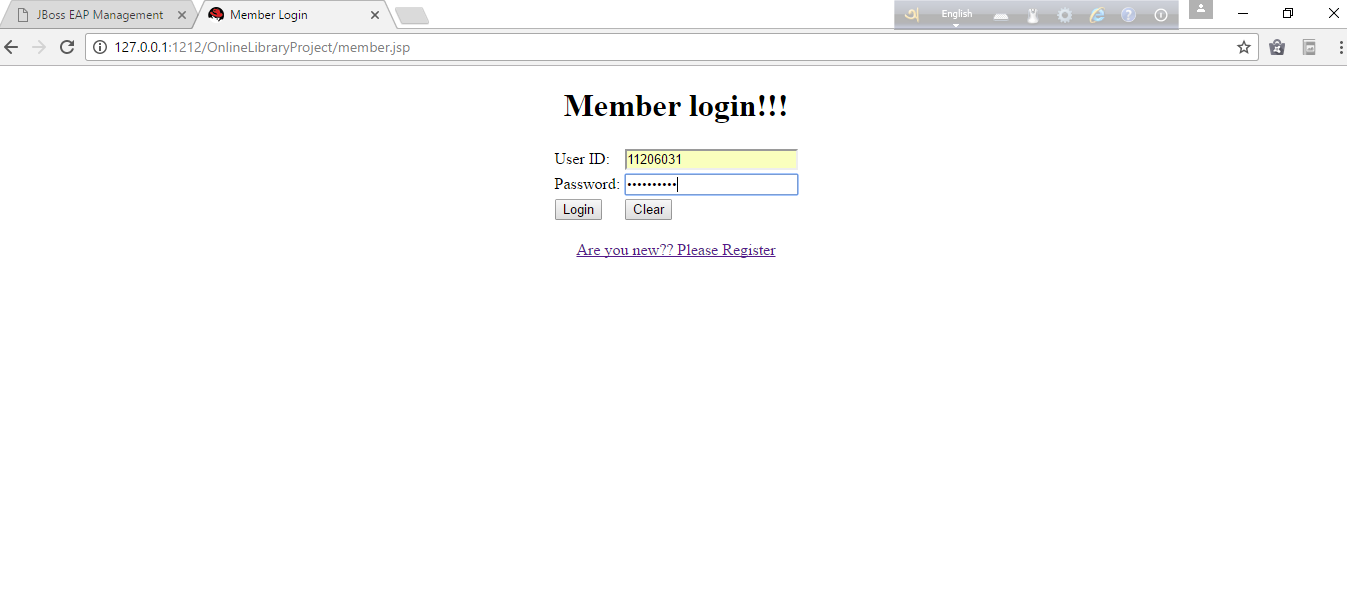 JBoss EAP Management
Member Login
English
127.0.0.1:1212/OnlineLibraryProject/member.jsp
Member login!!!
User ID: 11206031
Password: ••••••••••
Login Clear
Are you new?? Please Register